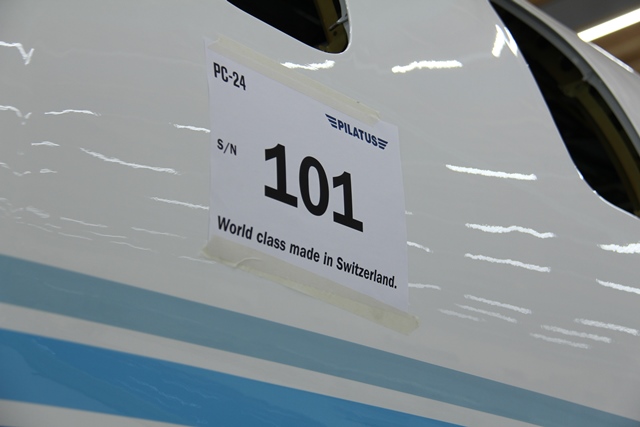 PC-24
PILATUS
S/N
101
World class made in Switzerland.